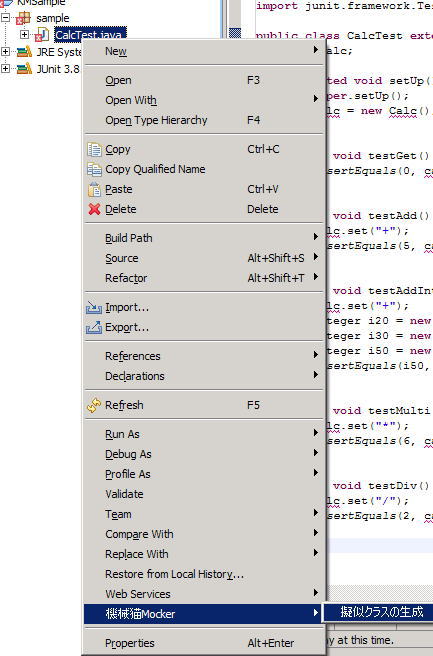 KMSample
sample
CalcTest.java
JRE Syste
JUnit 3.8
New
Open F3
Open With
Open Type Hierarchy F4
Copy Ctrl+C
Copy Qualified Name
Paste Ctrl+V
Delete Delete
Build Path
Source Alt+Shift+S
Refactor Alt+Shift+T
Import...
Export...
References
Declarations
Refresh F5
Run As
Debug As
Profile As
Validate
Team
Compare With
Replace With
Restore from Local History...
Web Services
機械猫Mocker
Properties Alt+Enter
擬似クラスの生成
import junit.framework.Te
public class CalcTest exte
alc;
ted void setUp()
per.setUp();
lc = new Calc()
void testGet()
sertEquals(0, ca
void testAdd()
lc.set("+");
sertEquals(5, ca
void testAddInt
lc.set("+");
teger i20 = new
teger i30 = new
teger i50 = new
sertEquals(i50,
void testMulti
lc.set("*");
sertEquals(6, ca
void testDiv()
lc.set("/");
sertEquals(2, ca
ay at this time.